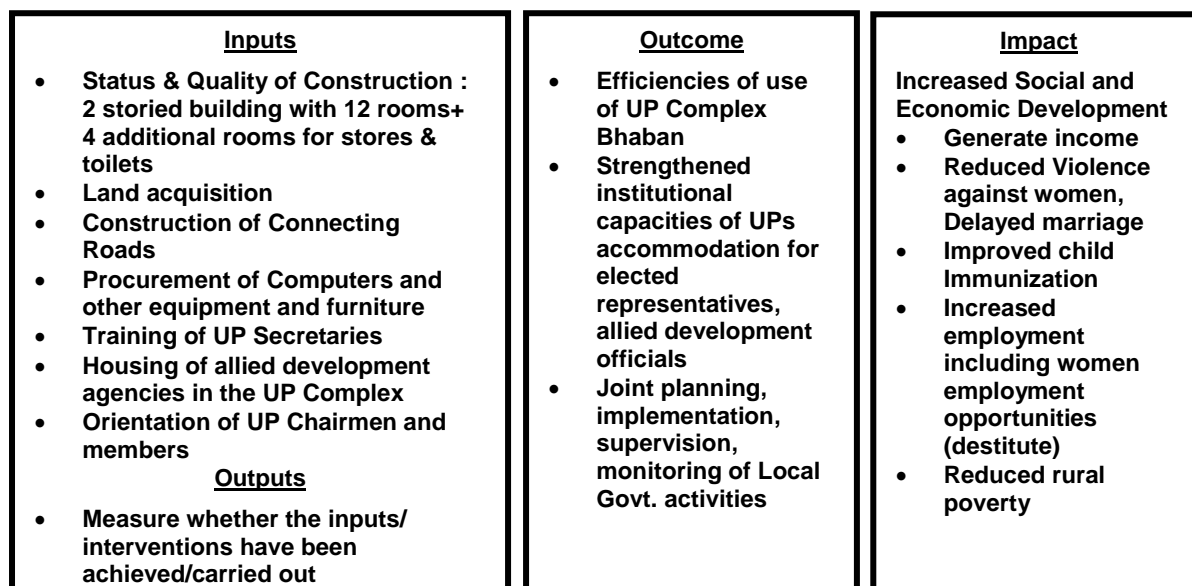 Inputs
• Status & Quality of Construction :
2 storied building with 12 rooms+
4 additional rooms for stores &
toilets
• Land acquisition
• Construction of Connecting
Roads
• Procurement of Computers and
other equipment and furniture
• Training of UP Secretaries
• Housing of allied development
agencies in the UP Complex
• Orientation of UP Chairmen and
members
Outputs
• Measure whether the inputs/
interventions have been
achieved/carried out
Outcome
• Efficiencies of use
of UP Complex
Bhaban
• Strengthened
institutional
capacities of UPs
accommodation for
elected
representatives,
allied development
officials
• Joint planning,
implementation,
supervision,
monitoring of Local
Govt. activities
Impact
Increased Social and
Economic Development
• Generate income
• Reduced Violence
against women,
Delayed marriage
• Improved child
Immunization
• Increased
employment
including women
employment
opportunities
(destitute)
• Reduced rural
poverty